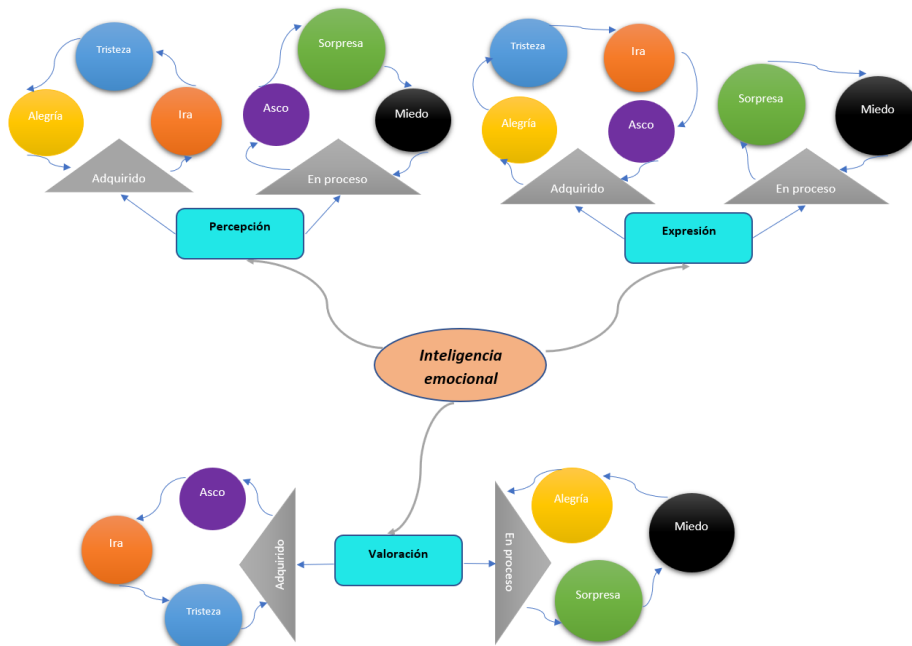 Tristeza
Alegría
Ira
Adquirido
Sorpresa
Asco
Miedo
En proceso
Percepción
Tristeza
Ira
Alegría
Asco
Adquirido
Sorpresa
Miedo
En proceso
Expresión
Inteligencia
emocional
Asco
Ira
Tristeza
Adquirido
Valoración
En proceso
Alegría
Miedo
Sorpresa